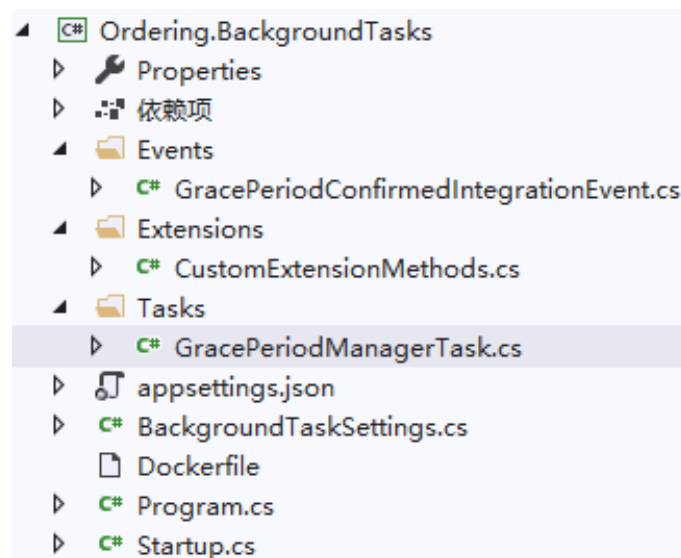 C# Ordering.BackgroundTasks
Properties
依赖项
Events
C# GracePeriodConfirmedIntegrationEvent.cs
Extensions
C# CustomExtensionMethods.cs
Tasks
C# GracePeriodManagerTask.cs
appsettings.json
C# BackgroundTaskSettings.cs
Dockerfile
C# Program.cs
C# Startup.cs